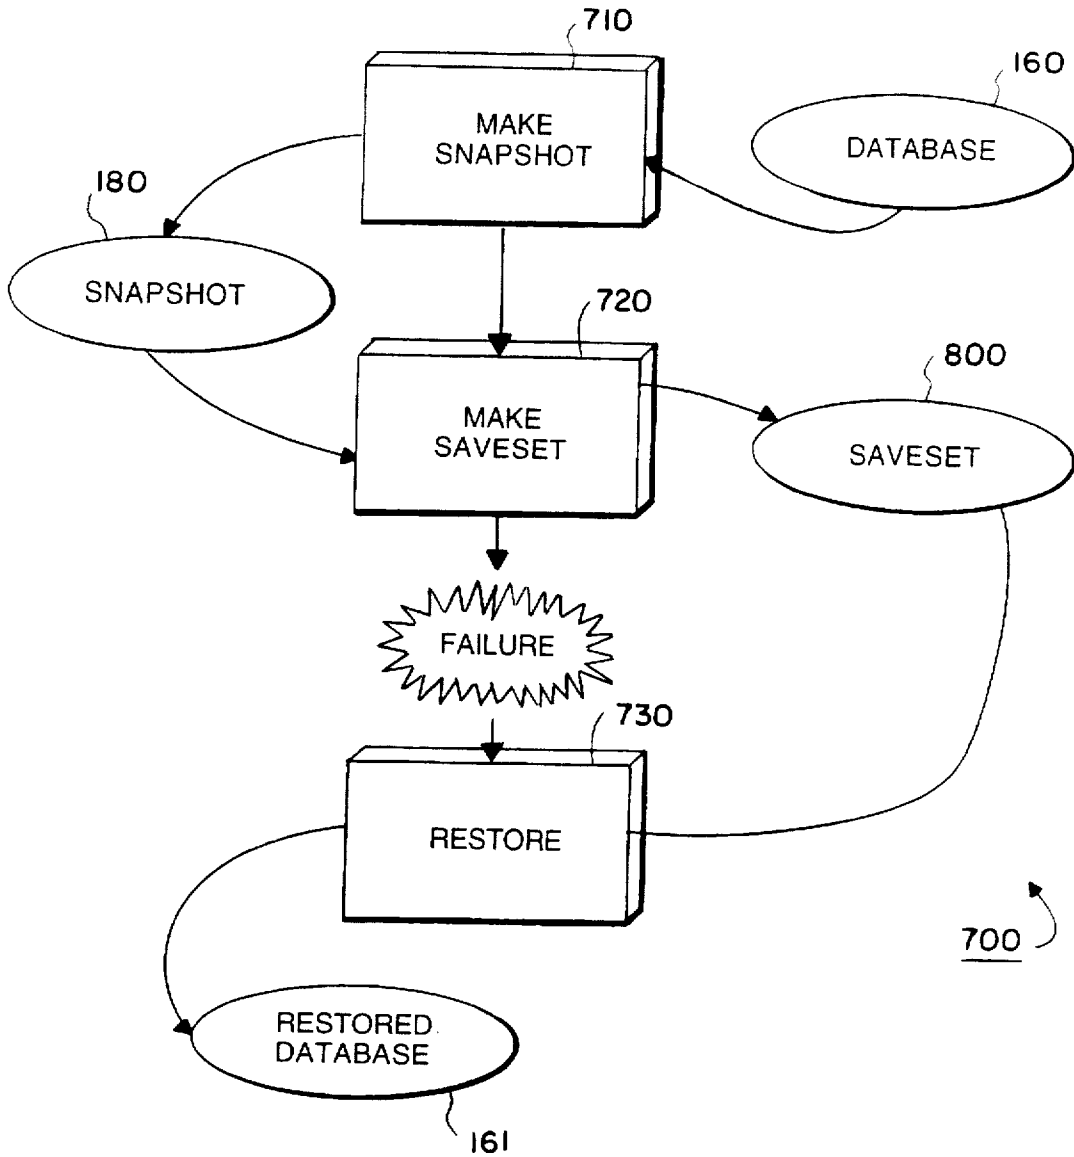 710
160
MAKE
SNAPSHOT
DATABASE
180
SNAPSHOT
720
800
MAKE
SAVESET
SAVESET
FAILURE
730
RESTORE
700
RESTORED
DATABASE
161